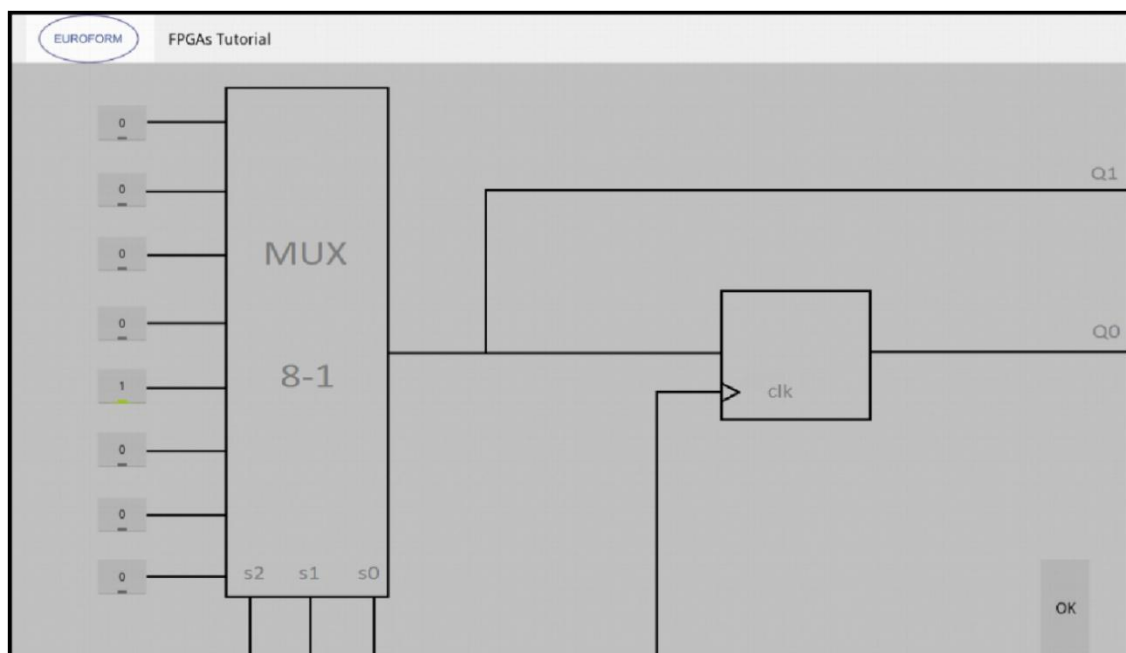 EUROFORM FPGAs Tutorial
0
0
Q1
MUX
0
0
Q0
8-1
1
clk
0
0
0
s2 s1 s0
OK